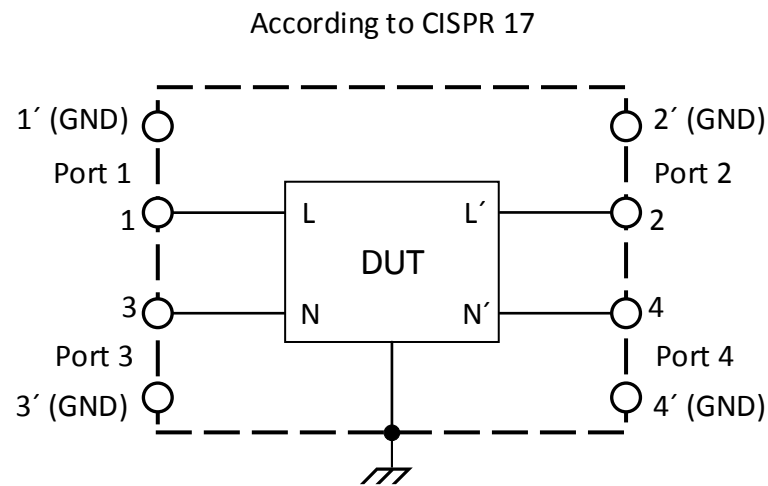 According to CISPR 17
1´ (GND)
2´ (GND)
Port 1
Port 2
1
L
L´
2
DUT
3
N
N´
4
Port 3
Port 4
3´ (GND)
4´ (GND)